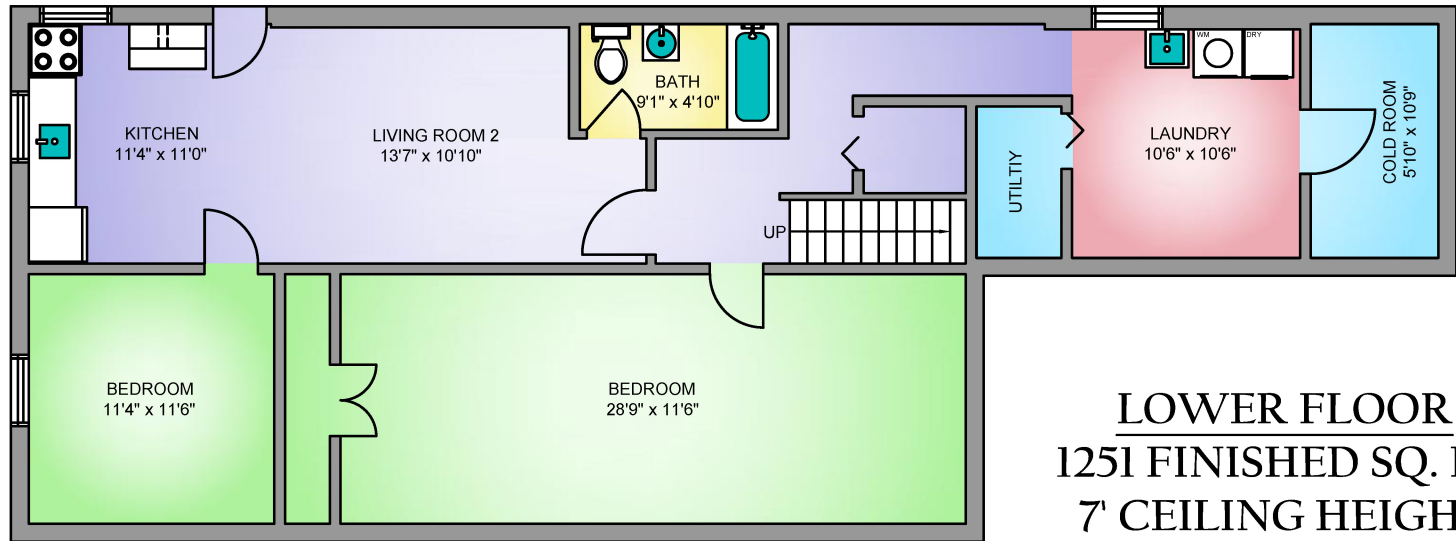 KITCHEN
11'4" x 11'0"
LIVING ROOM 2
13'7" x 10'10"
BATH
9'1" x 4'10"
WM
DRY
LAUNDRY
10'6" x 10'6"
COLD ROOM
5'10" x 10'9"
UTILTIY
UP
BEDROOM
11'4" x 11'6"
BEDROOM
28'9" x 11'6"
LOWER FLOOR
1251 FINISHED SQ.
7' CEILING HEIGH